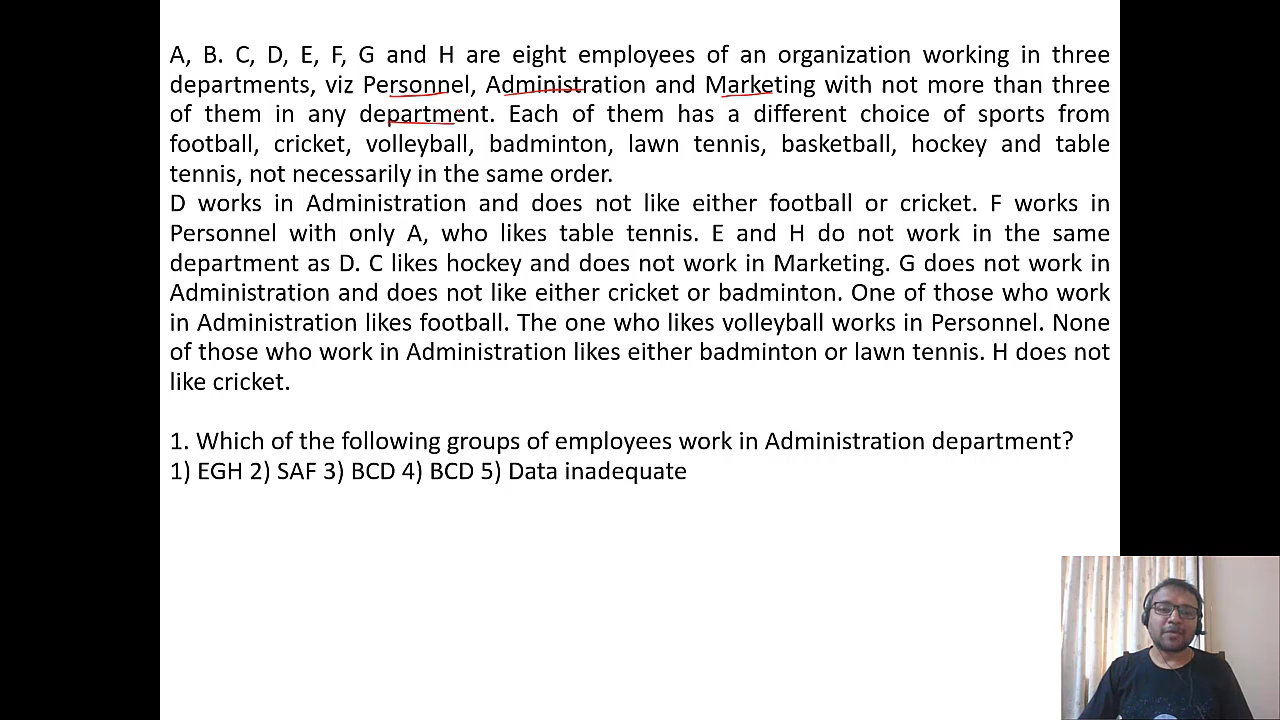 A, B. C, D, E, F, G and H are eight employees of an organization working in three
departments, viz Personnel, Administration and Marketing with not more than three
of them in any department. Each of them has a different choice of sports from
football, cricket, volleyball, badminton, lawn tennis, basketball, hockey and table
tennis, not necessarily in the same order.
D works in Administration and does not like either football or cricket. F works in
Personnel with only A, who likes table tennis. E and H do not work in the same
department as D. C likes hockey and does not work in Marketing. G does not work in
Administration and does not like either cricket or badminton. One of those who work
in Administration likes football. The one who likes volleyball works in Personnel. None
of those who work in Administration likes either badminton or lawn tennis. H does not
like cricket.
1. Which of the following groups of employees work in Administration department?
1) EGH 2) SAF 3) BCD 4) BCD 5) Data inadequate